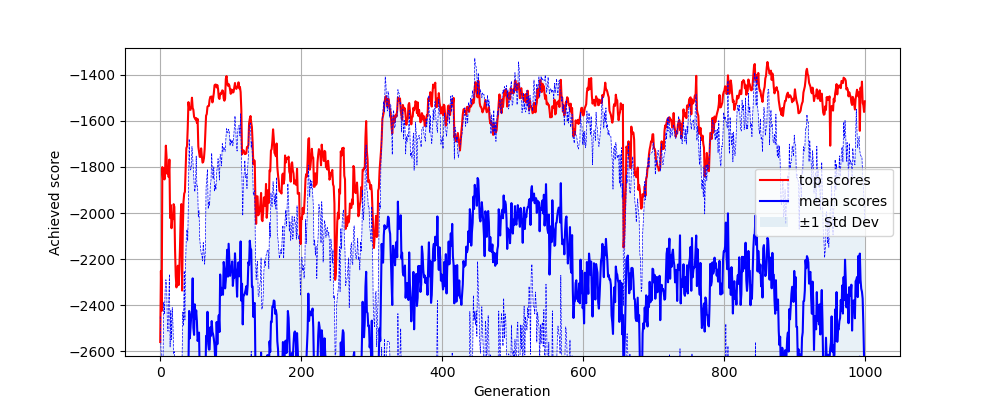 −1400
−1600
−1800
−2000
−2200
−2400
−2600
Achieved score
top scores
mean scores
±1 Std Dev
0 200 400 600 800 1000
Generation